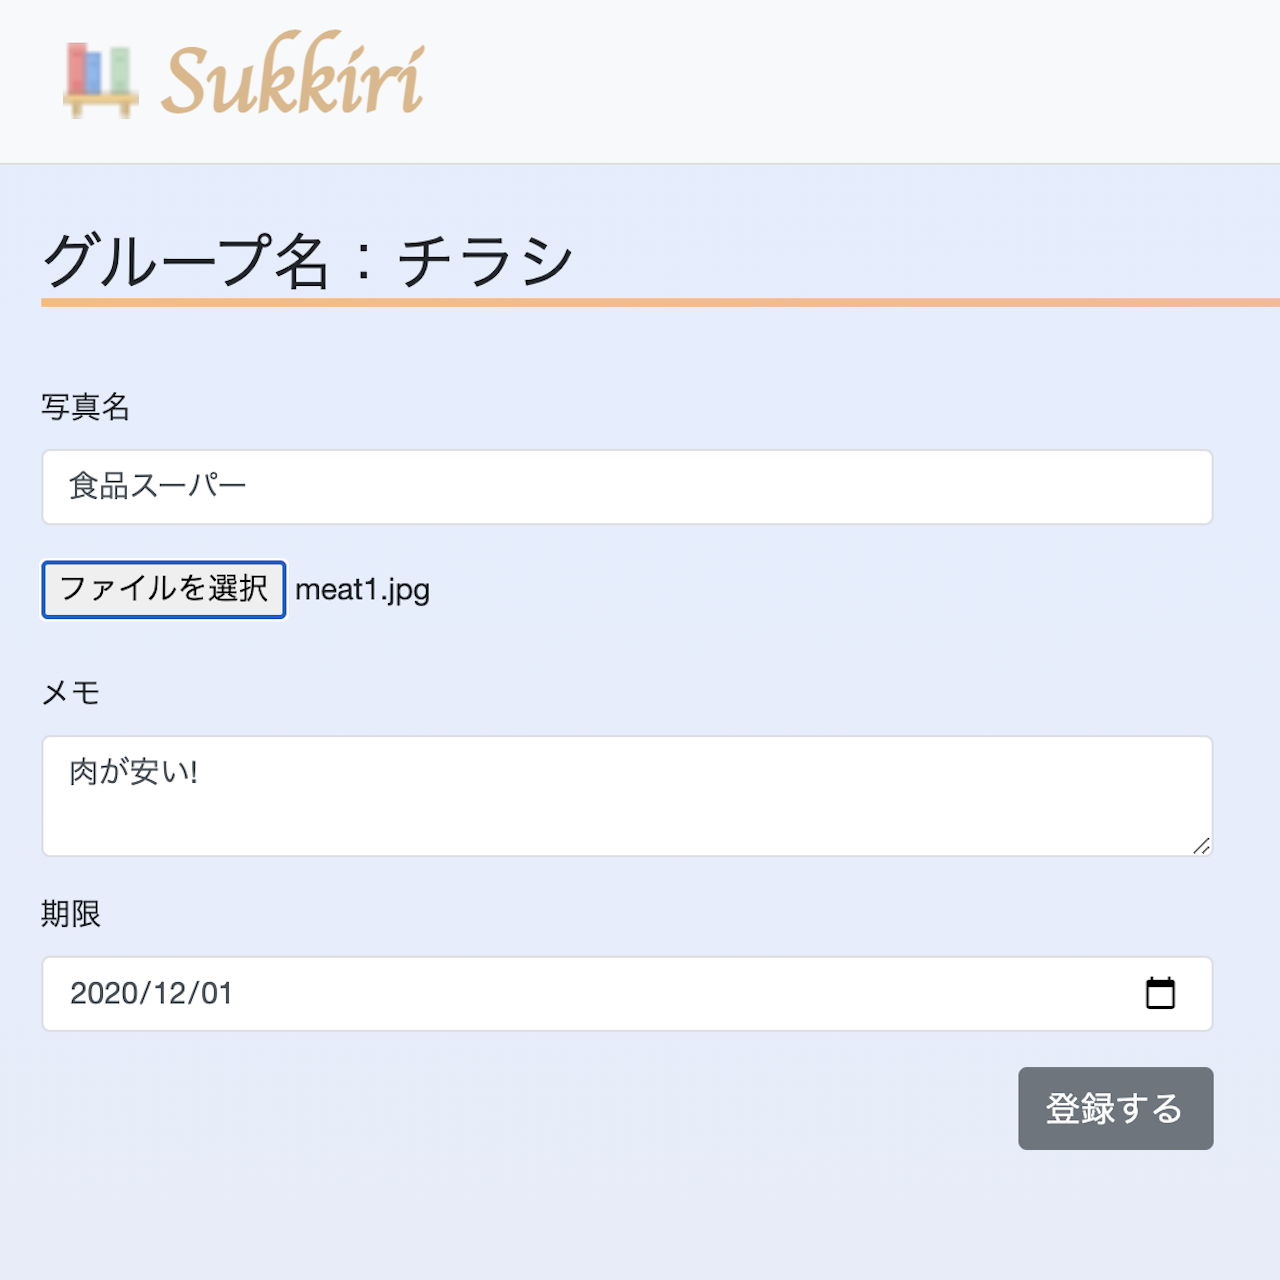 Sukkiri
グループ名：チラシ
写真名
食品スーパー
ファイルを選択 meat1.jpg
メモ
肉が安い!
期限
2020/12/01
登録する